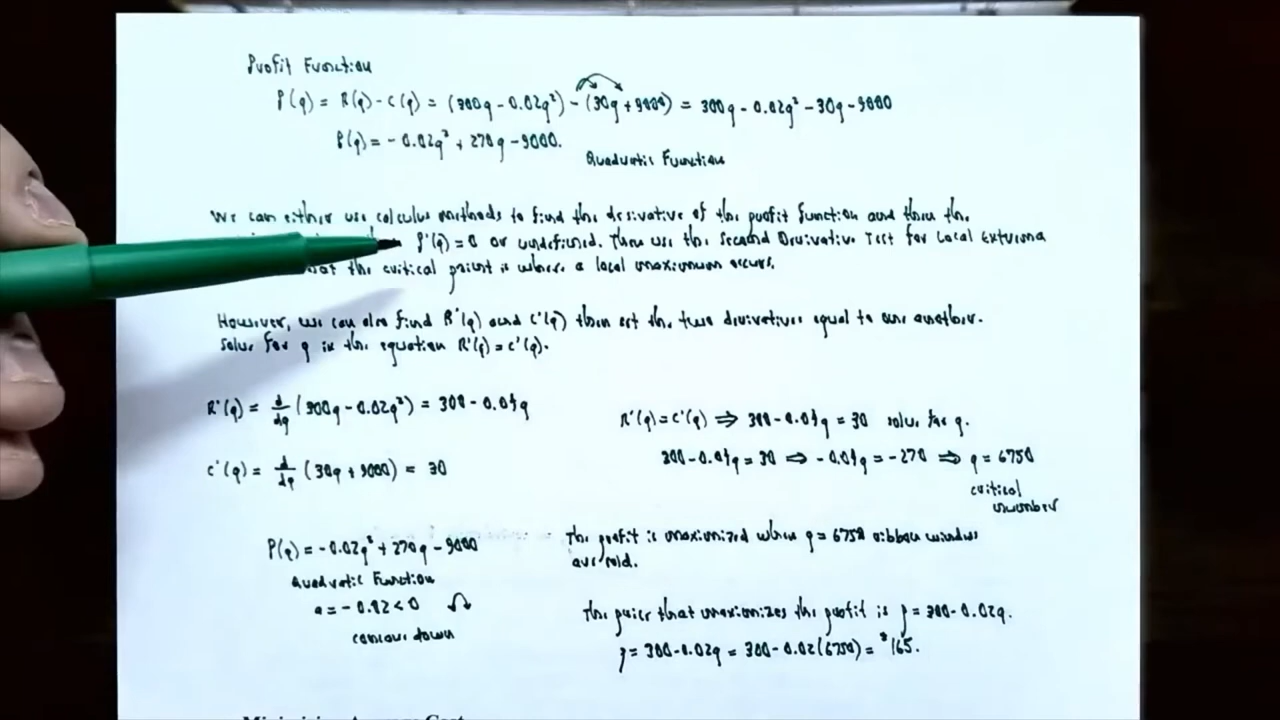 Profit Function
P(q) = R(q) - C(q) = (300q - 0.02q²) - (30q + 9000) = 300q - 0.02q² - 30q - 9000
P(q) = - 0.02q² + 270q - 9000.
Quadratic Function
We can either use calculus methods to find the derivative of the profit function and then the
P'(q) = 0 or undefined. Then use the Second Derivative Test for Local Extrema
that the critical point is where a local maximum occurs.
However, we can also find R'(q) and C'(q) then set the two derivatives equal to one another.
Solve for q in the equation R'(q) = C'(q).
R'(q) = d/dq (300q - 0.02q²) = 300 - 0.04q
C'(q) = d/dq (30q + 9000) = 30
R'(q) = C'(q) ⇒ 300 - 0.04q = 30 solve for q.
300 - 0.04q = 30 ⇒ -0.04q = -270 ⇒ q = 6750
critical
number
P(q) = -0.02q² + 270q - 9000
Quadratic Function
a = -0.02 < 0
concave down
The profit is maximized when q = 6750 ribbon windus
are sold.
The price that maximizes the profit is p = 300 - 0.02q.
p = 300 - 0.02q = 300 - 0.02(6750) = $165.
Minimizing Average Cost